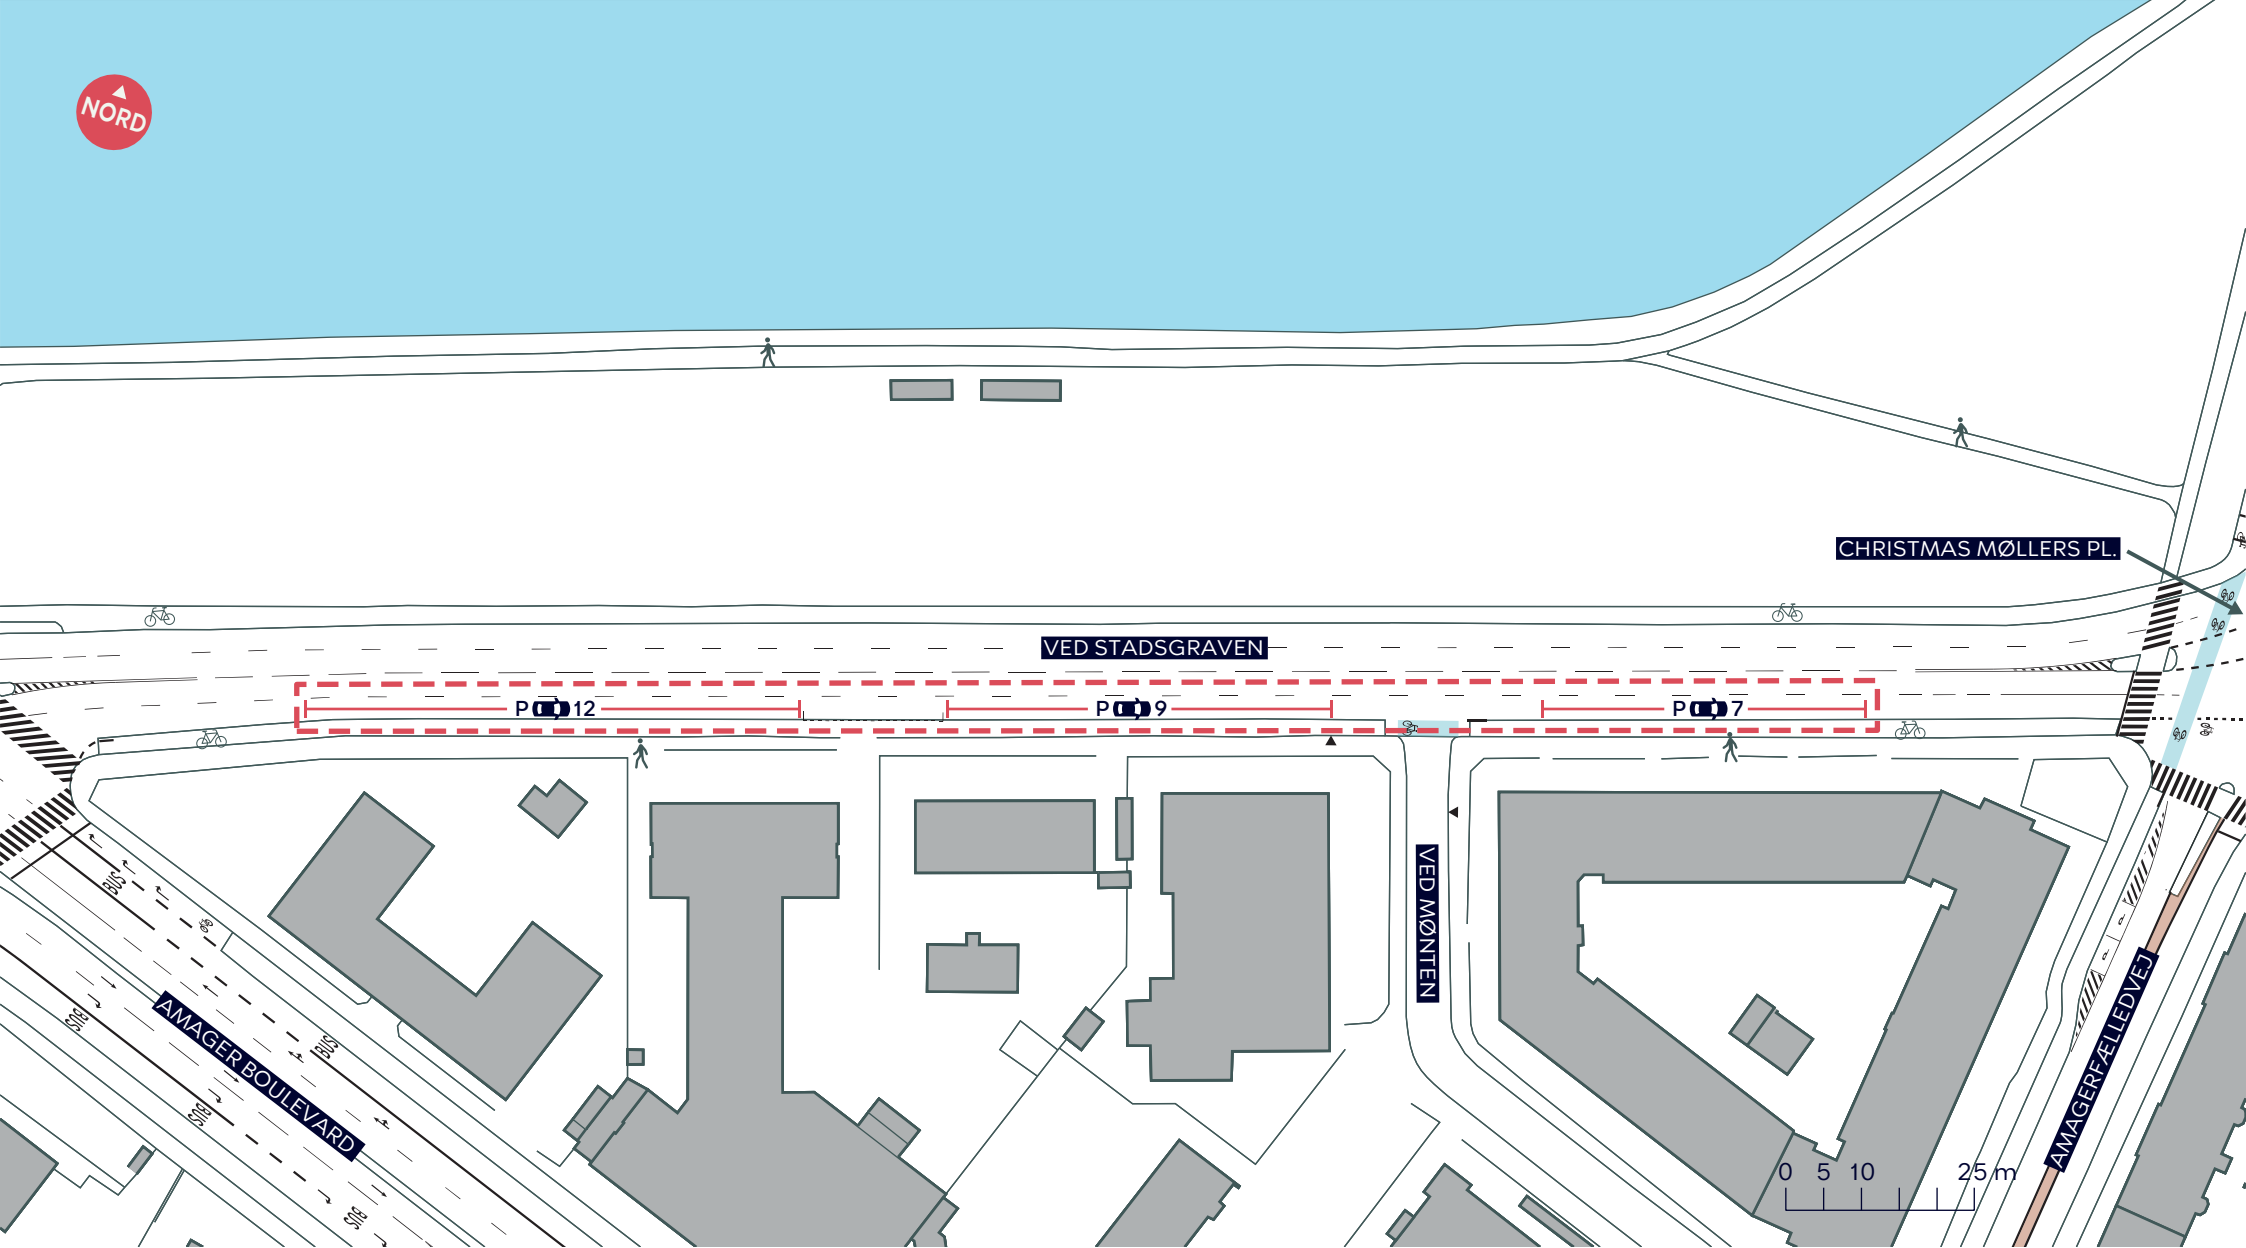 NORD
CHRISTMAS MØLLERS PL.
VED STADSGRAVEN
P 12
P 9
P 7
VED MØNTEN
BUS
BUS
BUS
BUS
BUS
AMAGER BOULEVARD
AMAGERFÆLLEDVEJ
0 5 10 25 m